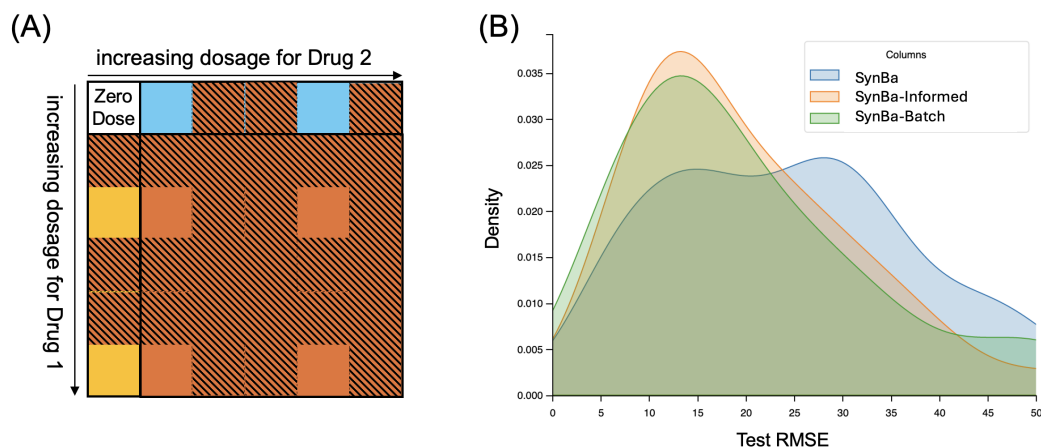 (A)
increasing dosage for Drug 2
Zero
Dose
increasing dosage for Drug 1
(B)
Columns
SynBa
SynBa-Informed
SynBa-Batch
Density
0.035
0.030
0.025
0.020
0.015
0.010
0.005
0.000
0
5
10
15
20
25
30
35
40
45
50
Test RMSE